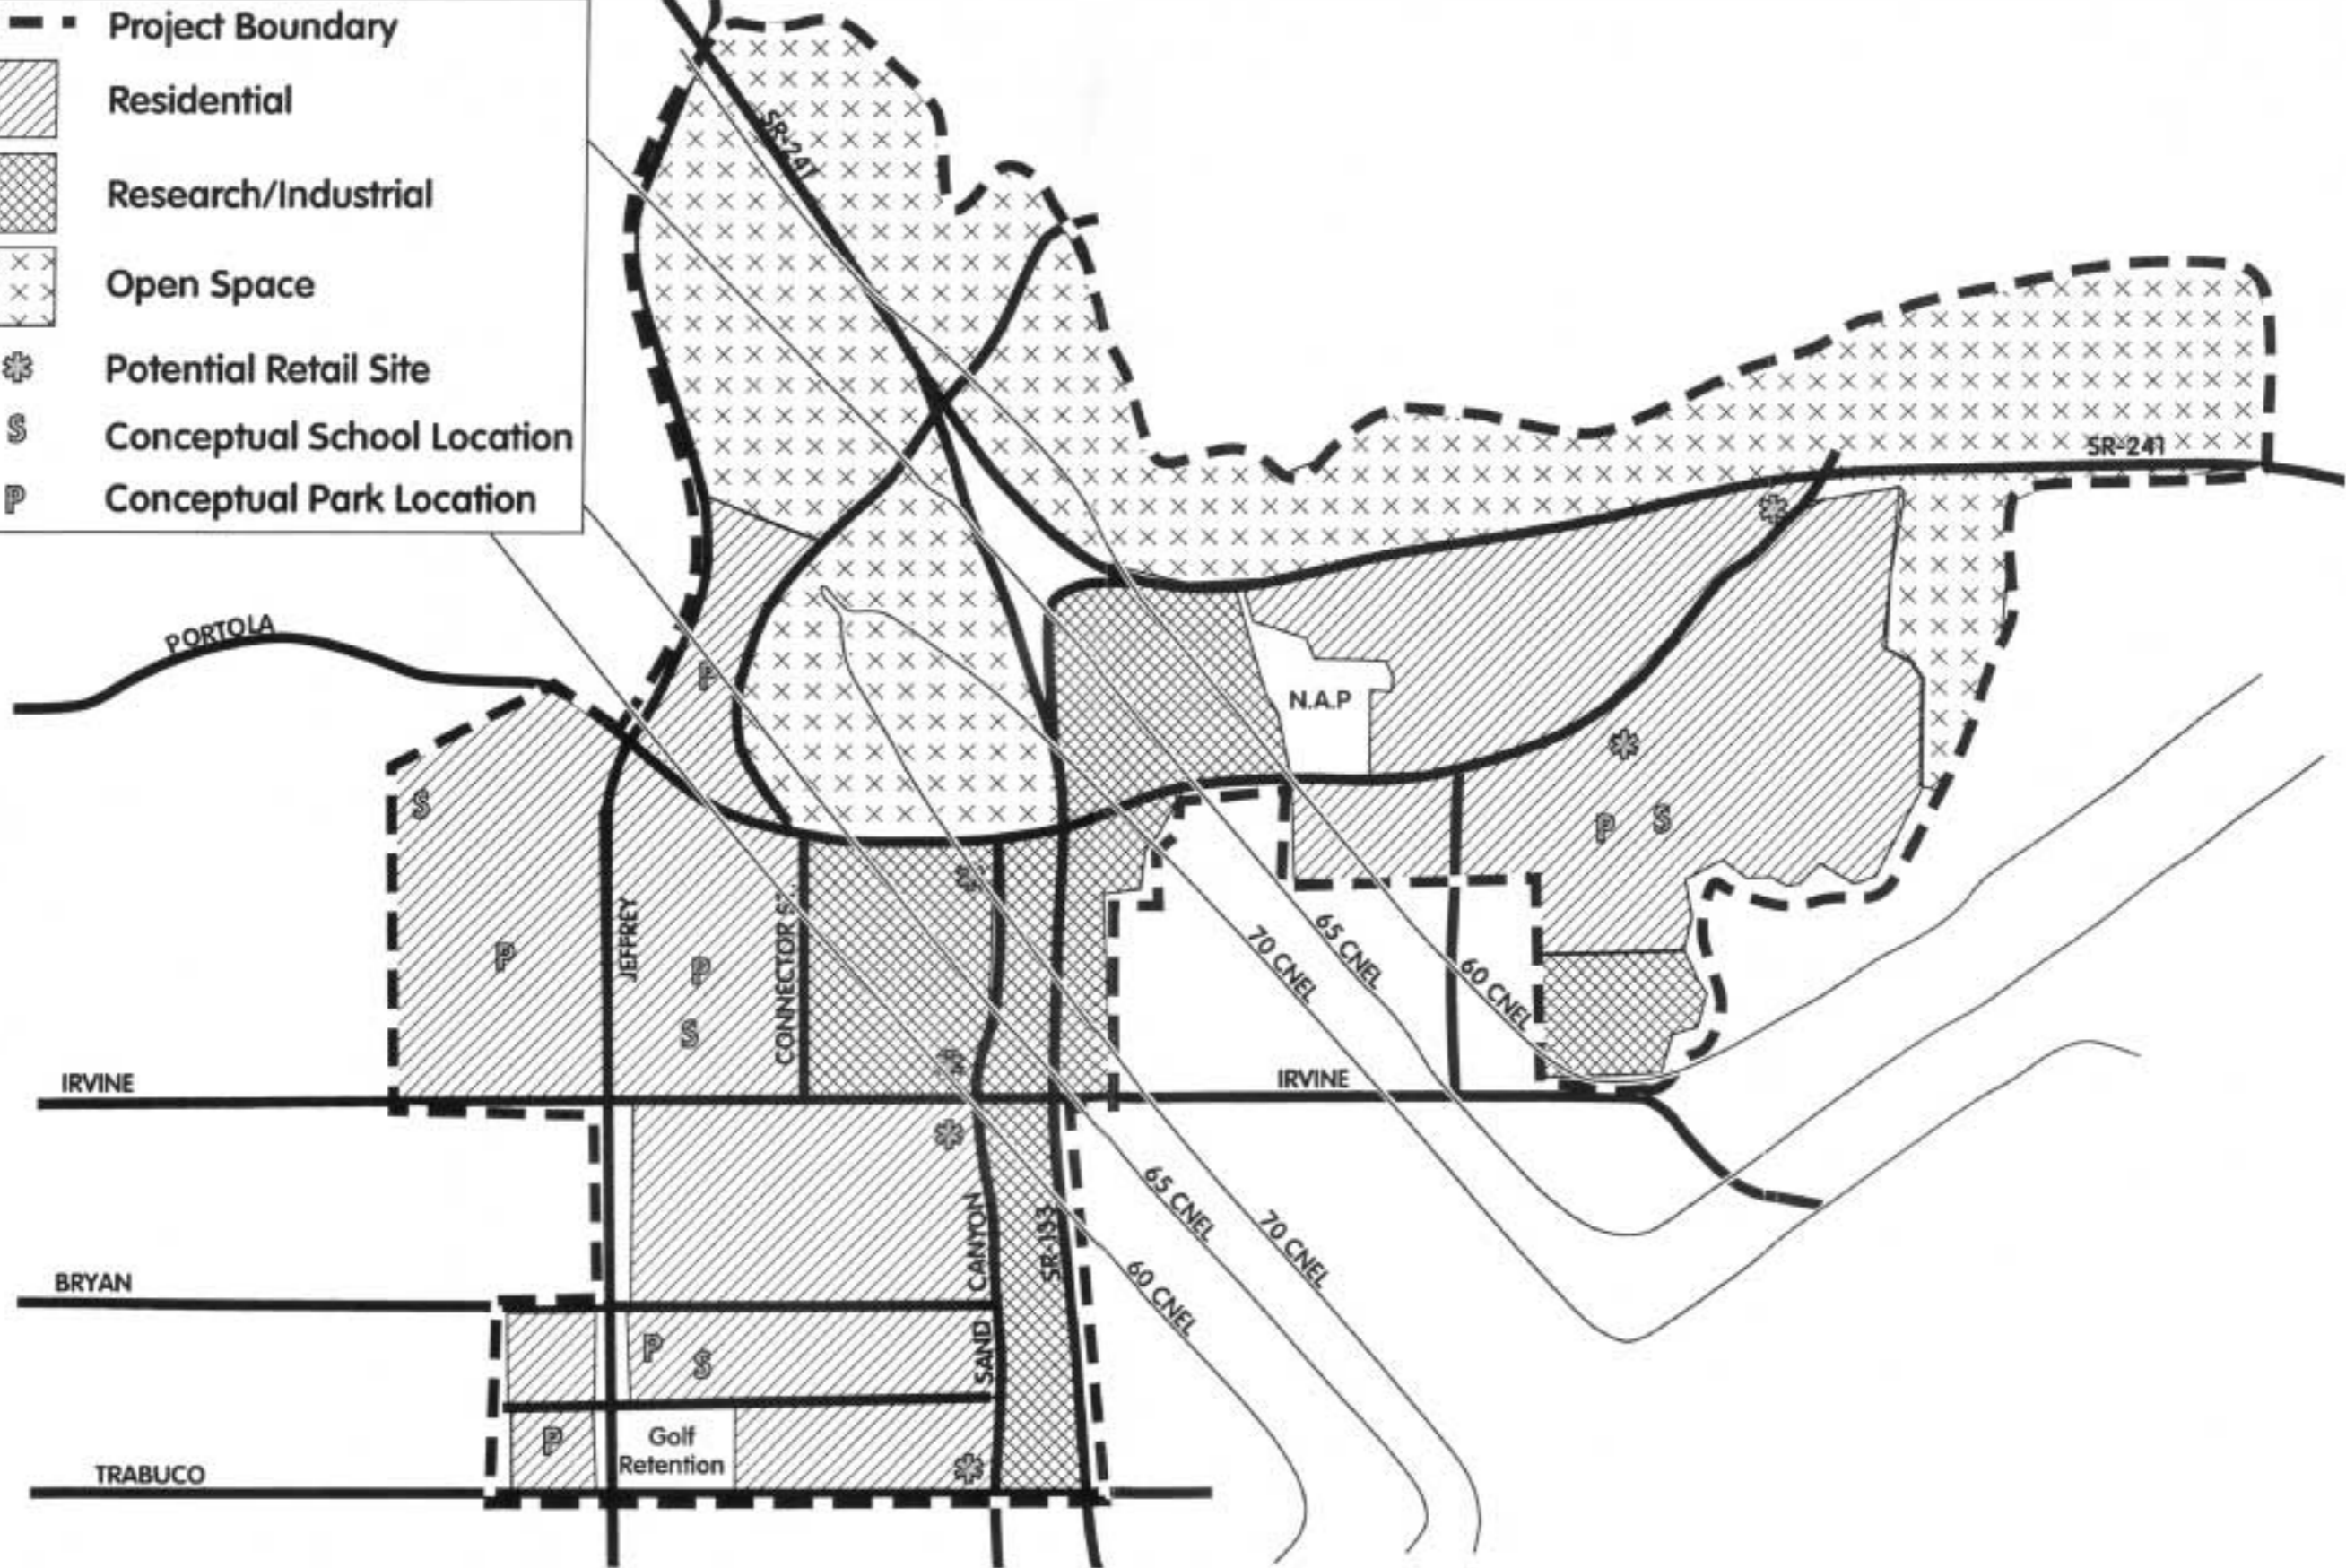 Project Boundary
Residential
Research/Industrial
Open Space
Potential Retail Site
S Conceptual School Location
P Conceptual Park Location
SR-241
SR-241
PORTOLA
P
N.A.P
S
P
S
P
P
S
JEFFREY
CONNECTOR ST.
70 CNEL
65 CNEL
60 CNEL
IRVINE
IRVINE
CANYON
SAND
SR-133
65 CNEL
70 CNEL
60 CNEL
BRYAN
P
S
P
Golf
Retention
TRABUCO